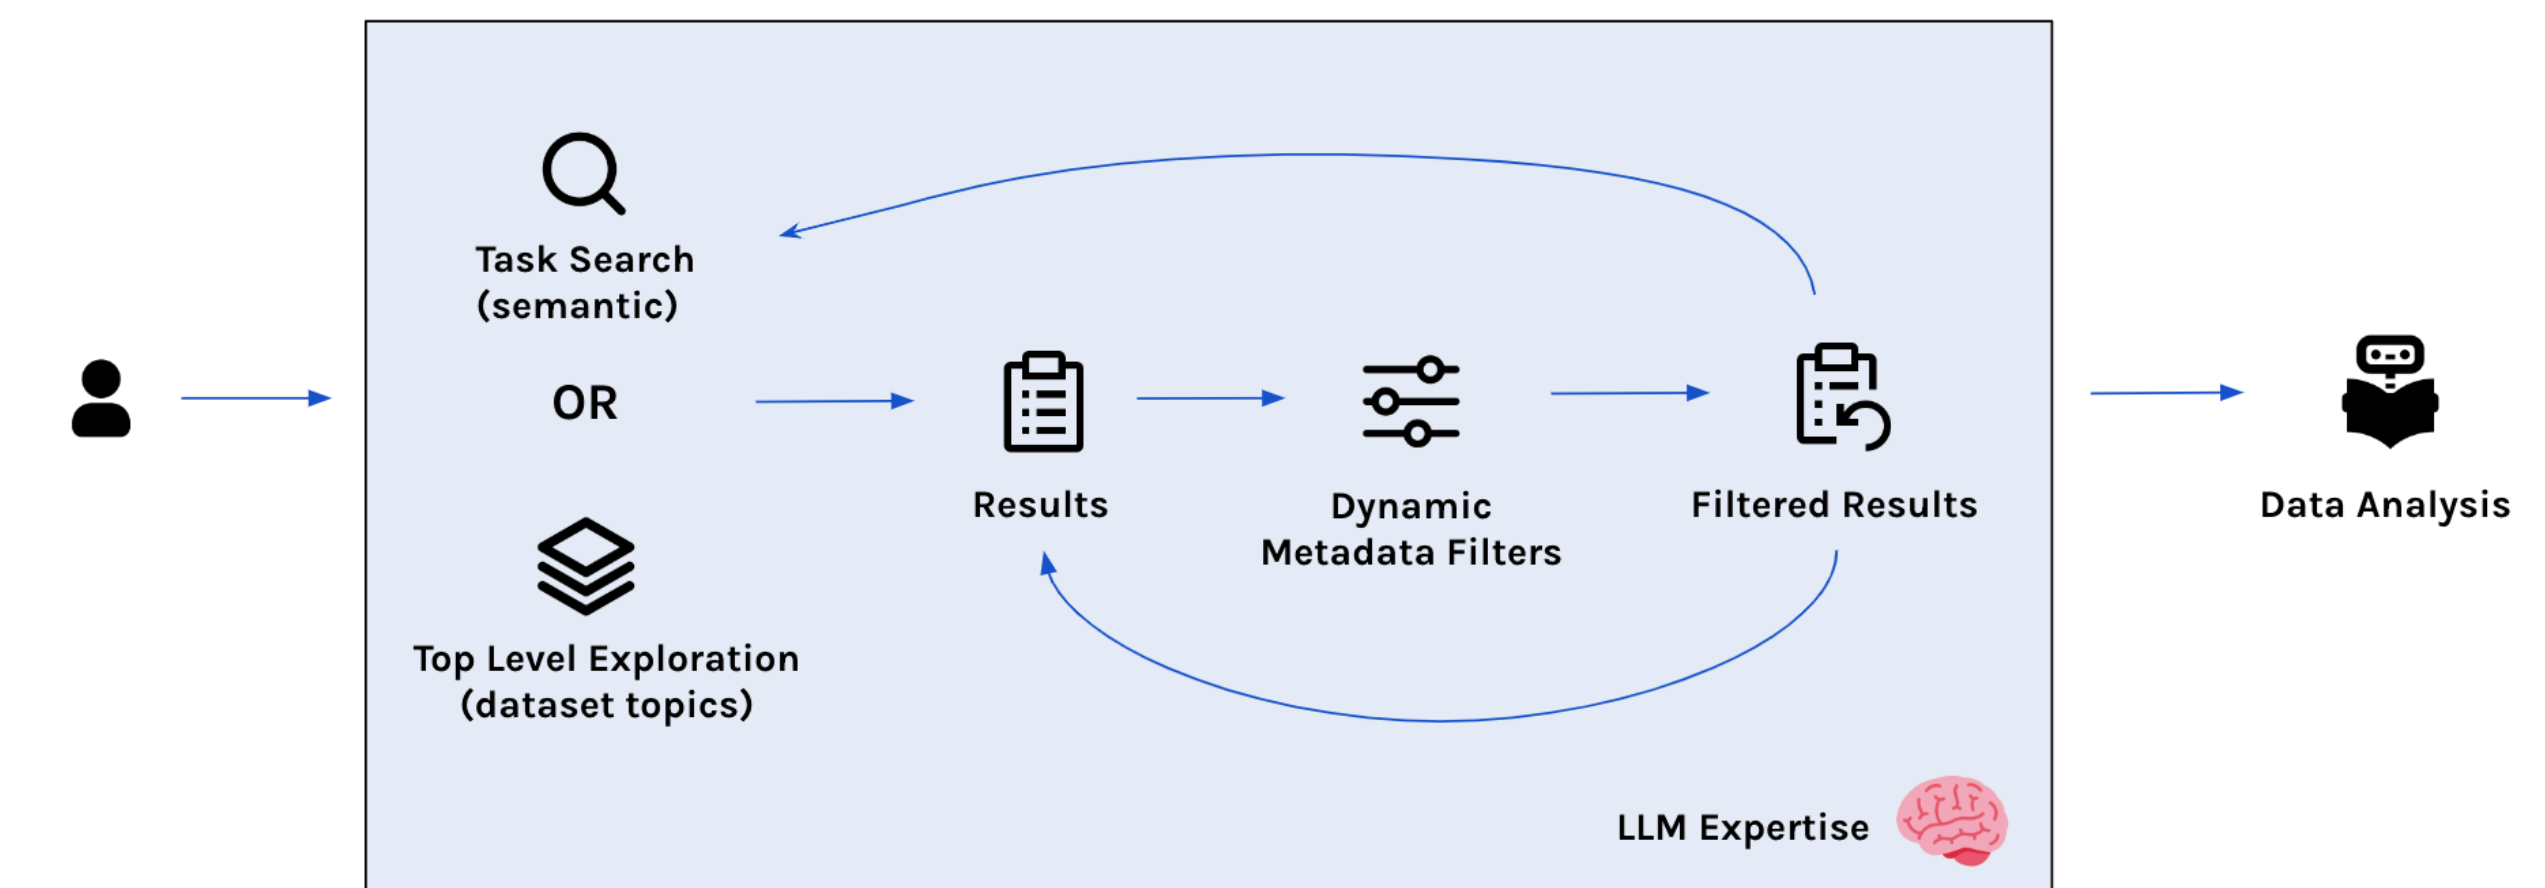 Task Search
(semantic)
OR
Top Level Exploration
(dataset topics)
Results
Dynamic
Metadata Filters
Filtered Results
LLM Expertise
Data Analysis